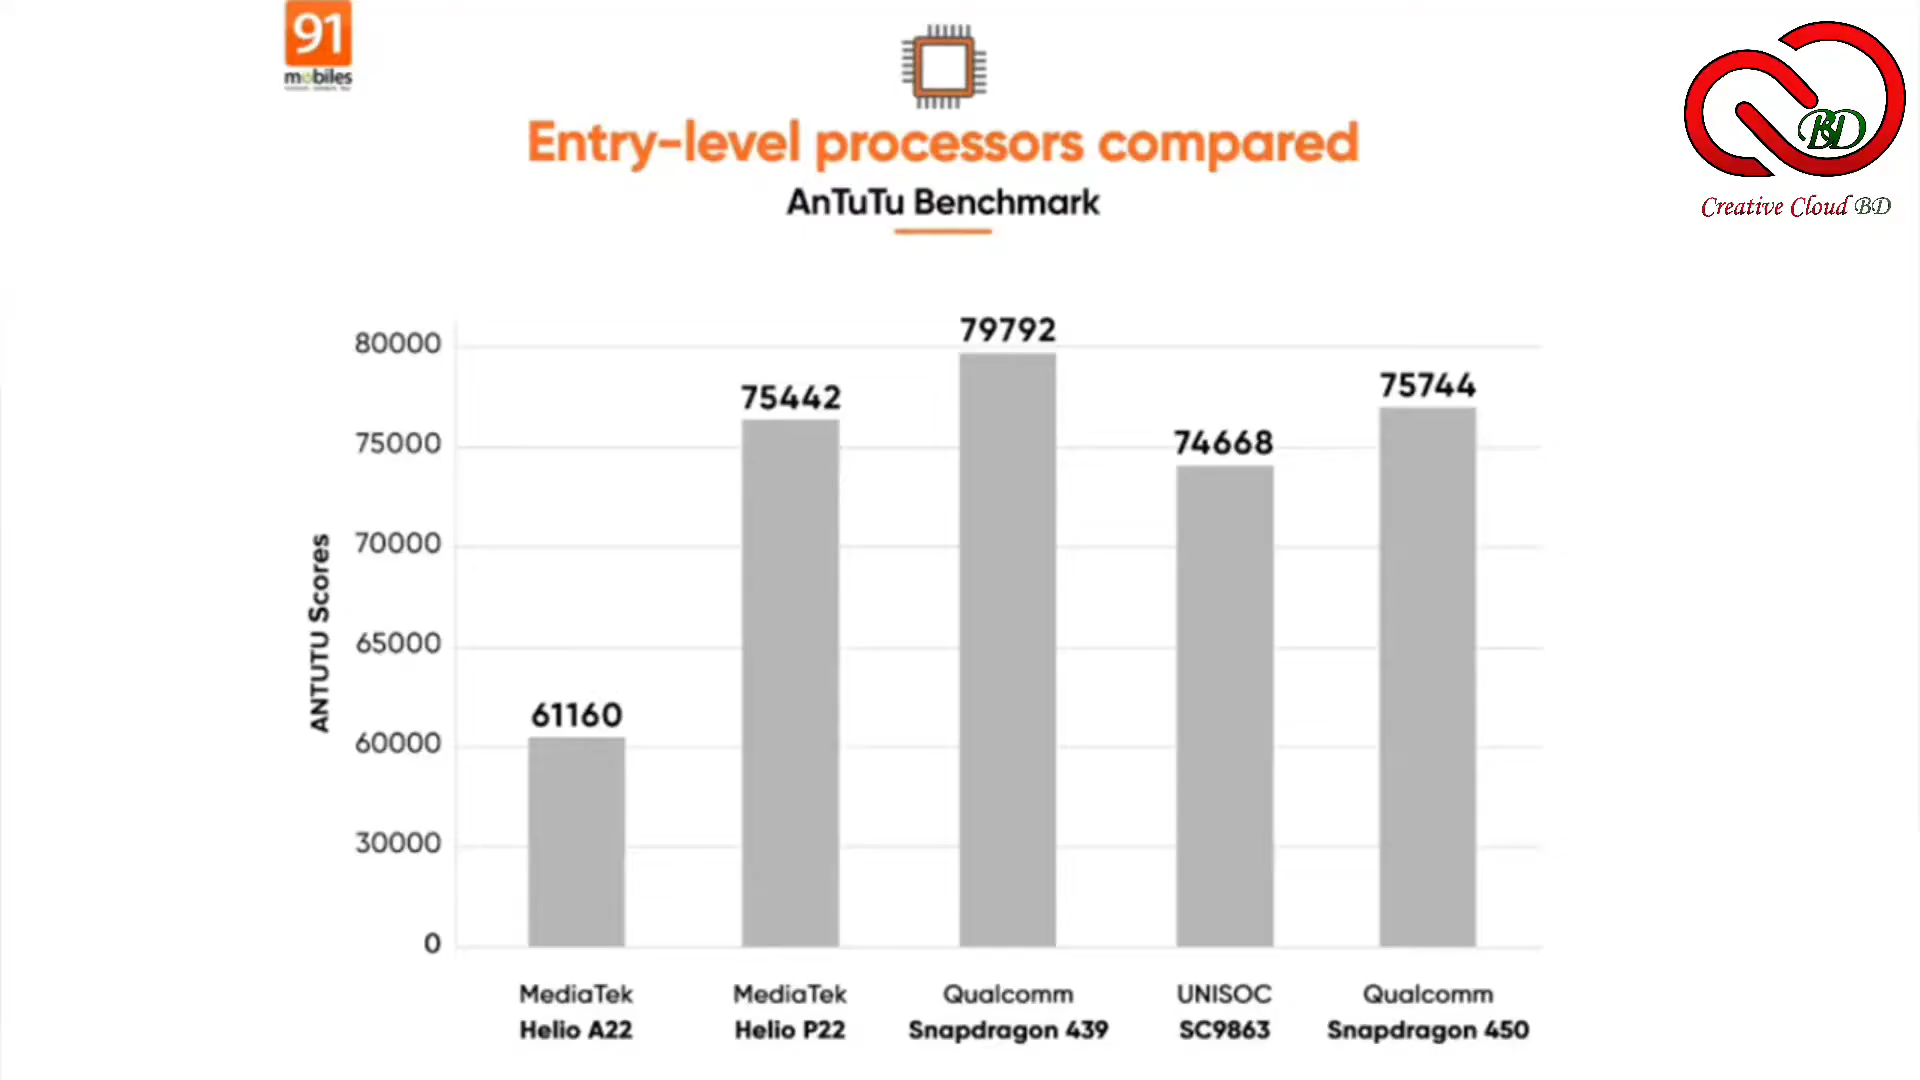 91
mobiles
BD
Creative Cloud BD
Entry-level processors compared
AnTuTu Benchmark
ANTUTU Scores
80000
75000
70000
65000
60000
30000
0
61160
75442
79792
74668
75744
MediaTek
Helio A22
MediaTek
Helio P22
Qualcomm
Snapdragon 439
UNISOC
SC9863
Qualcomm
Snapdragon 450